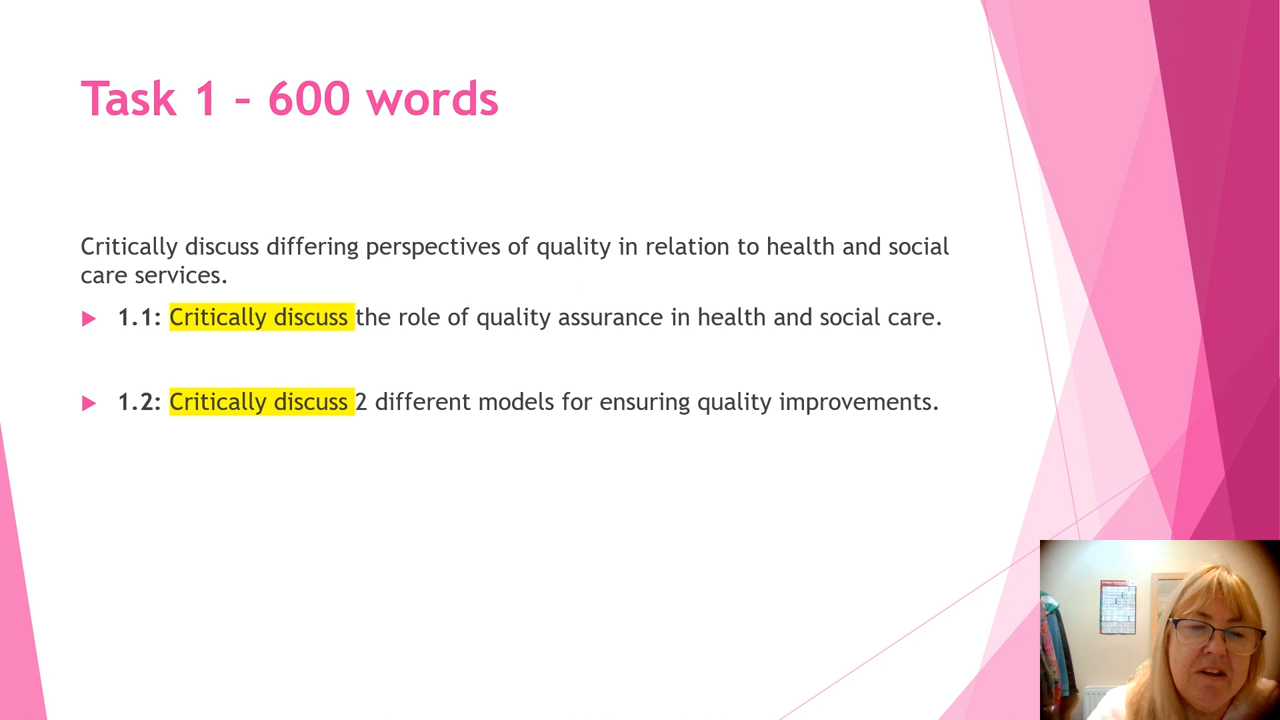 Task 1 – 600 words
Critically discuss differing perspectives of quality in relation to health and social
care services.
1.1: Critically discuss the role of quality assurance in health and social care.
1.2: Critically discuss 2 different models for ensuring quality improvements.